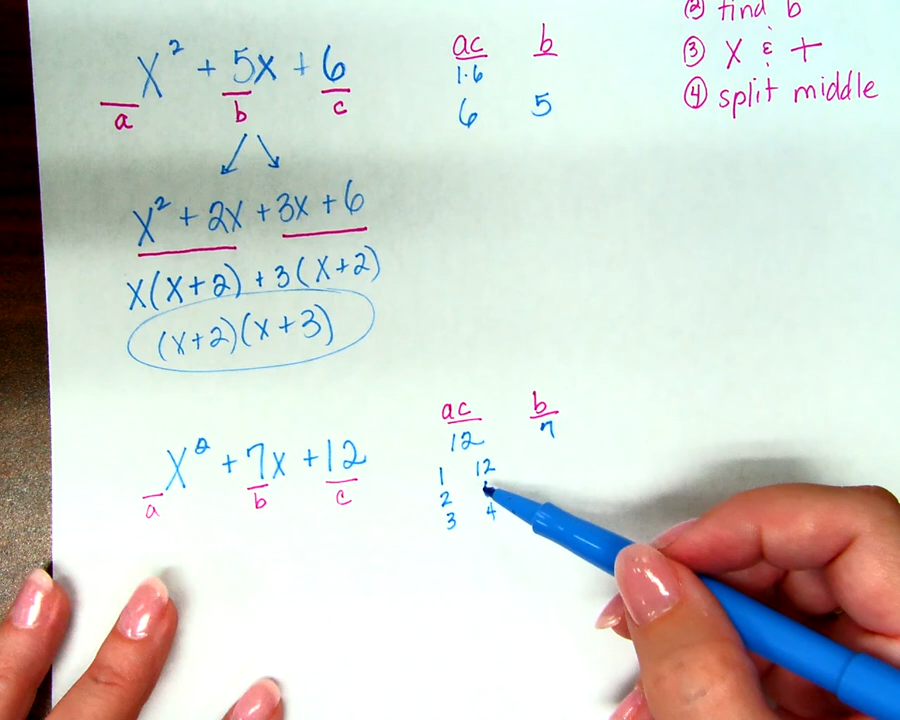 ② find b
③ X & +
④ split middle
x² + 5x + 6
a b c
ac b
1·6
6 5
x² + 2x + 3x + 6
x(x+2) + 3(x+2)
(x+2)(x+3)
x² + 7x + 12
a b c
ac b
12 7
1 12
2
3 4